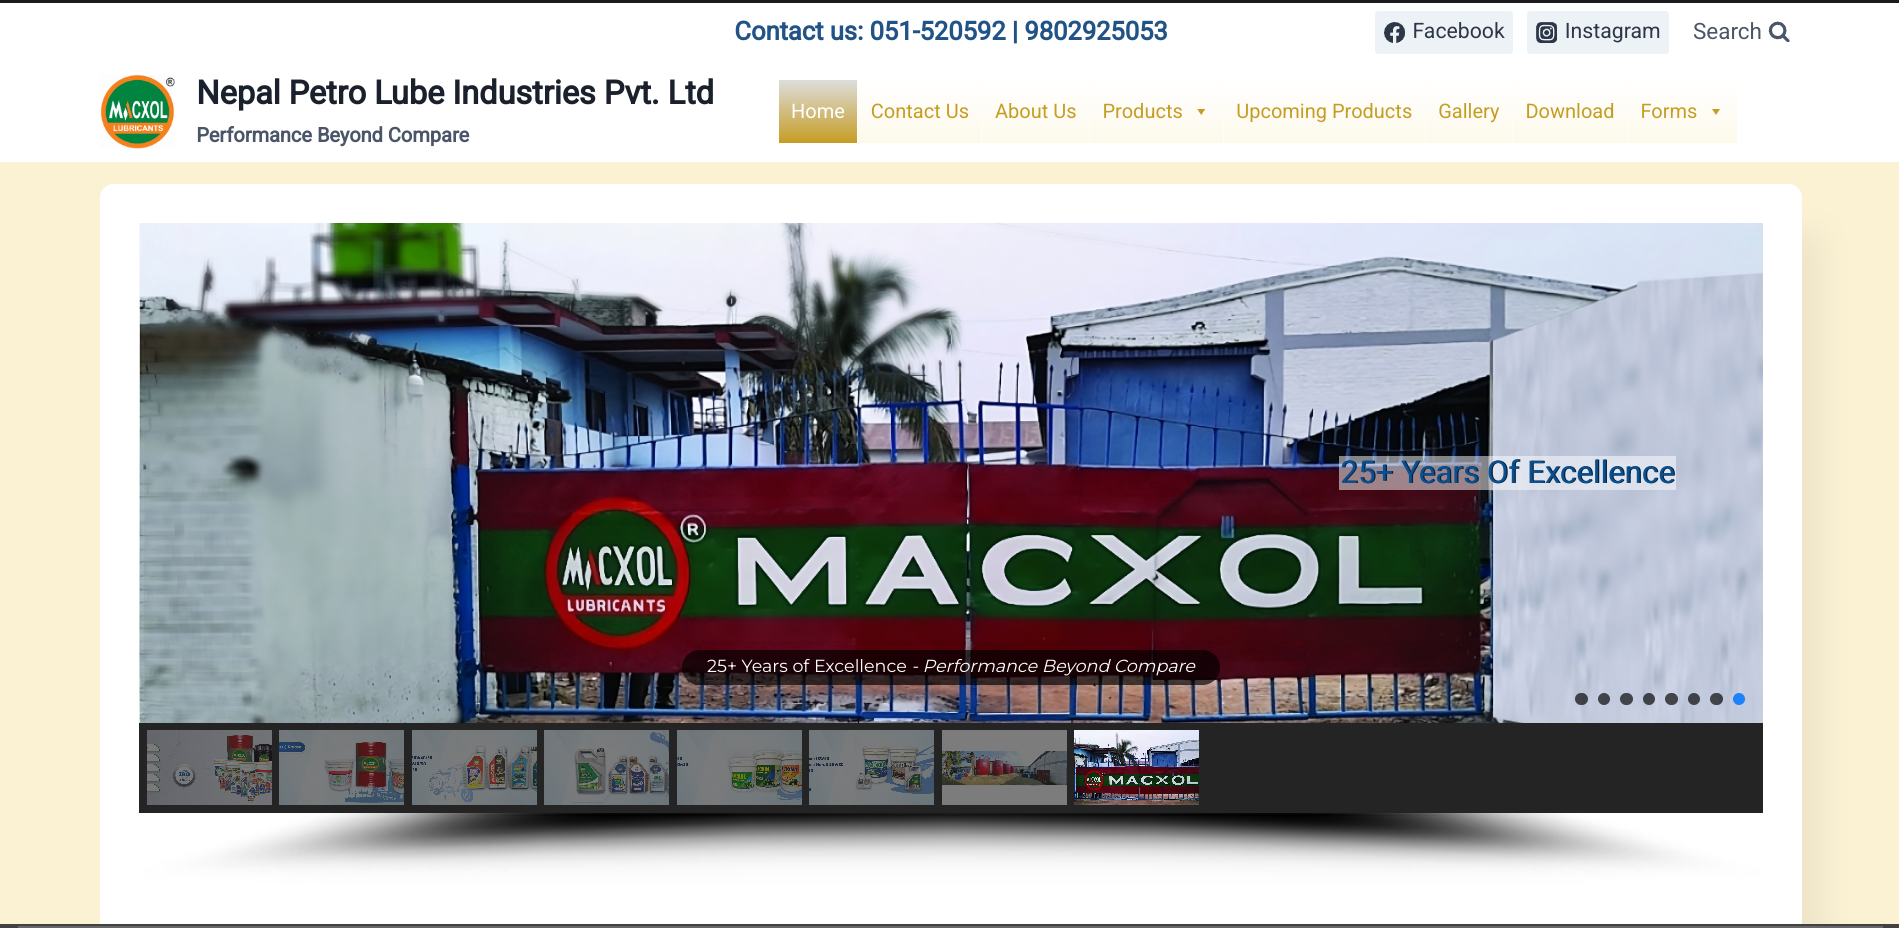 Contact us: 051-520592 | 9802925053
Facebook
Instagram
Search
MACXOL
LUBRICANTS
®
Nepal Petro Lube Industries Pvt. Ltd
Performance Beyond Compare
Home
Contact Us
About Us
Products
Upcoming Products
Gallery
Download
Forms
25+ Years Of Excellence
MACXOL
LUBRICANTS
®
MACXOL
25+ Years of Excellence - Performance Beyond Compare
MACXOL